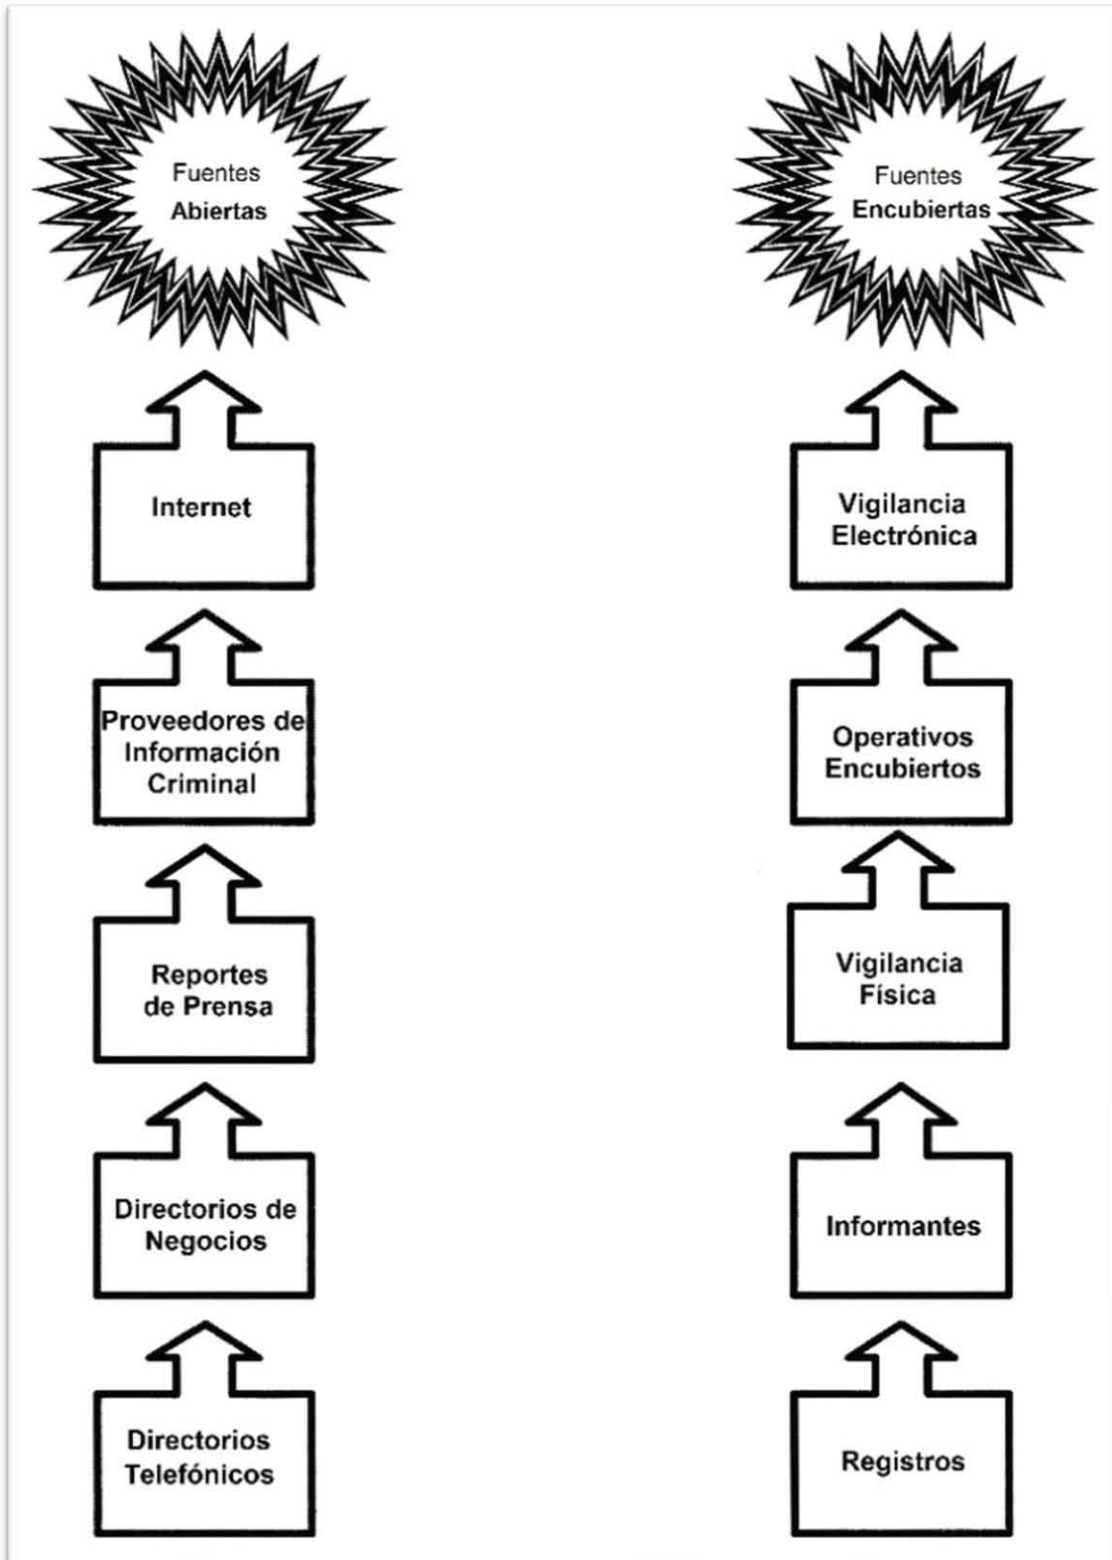 Fuentes
Abiertas
Internet
Proveedores de
Información
Criminal
Reportes
de Prensa
Directorios de
Negocios
Directorios
Telefónicos
Fuentes
Encubiertas
Vigilancia
Electrónica
Operativos
Encubiertos
Vigilancia
Física
Informantes
Registros